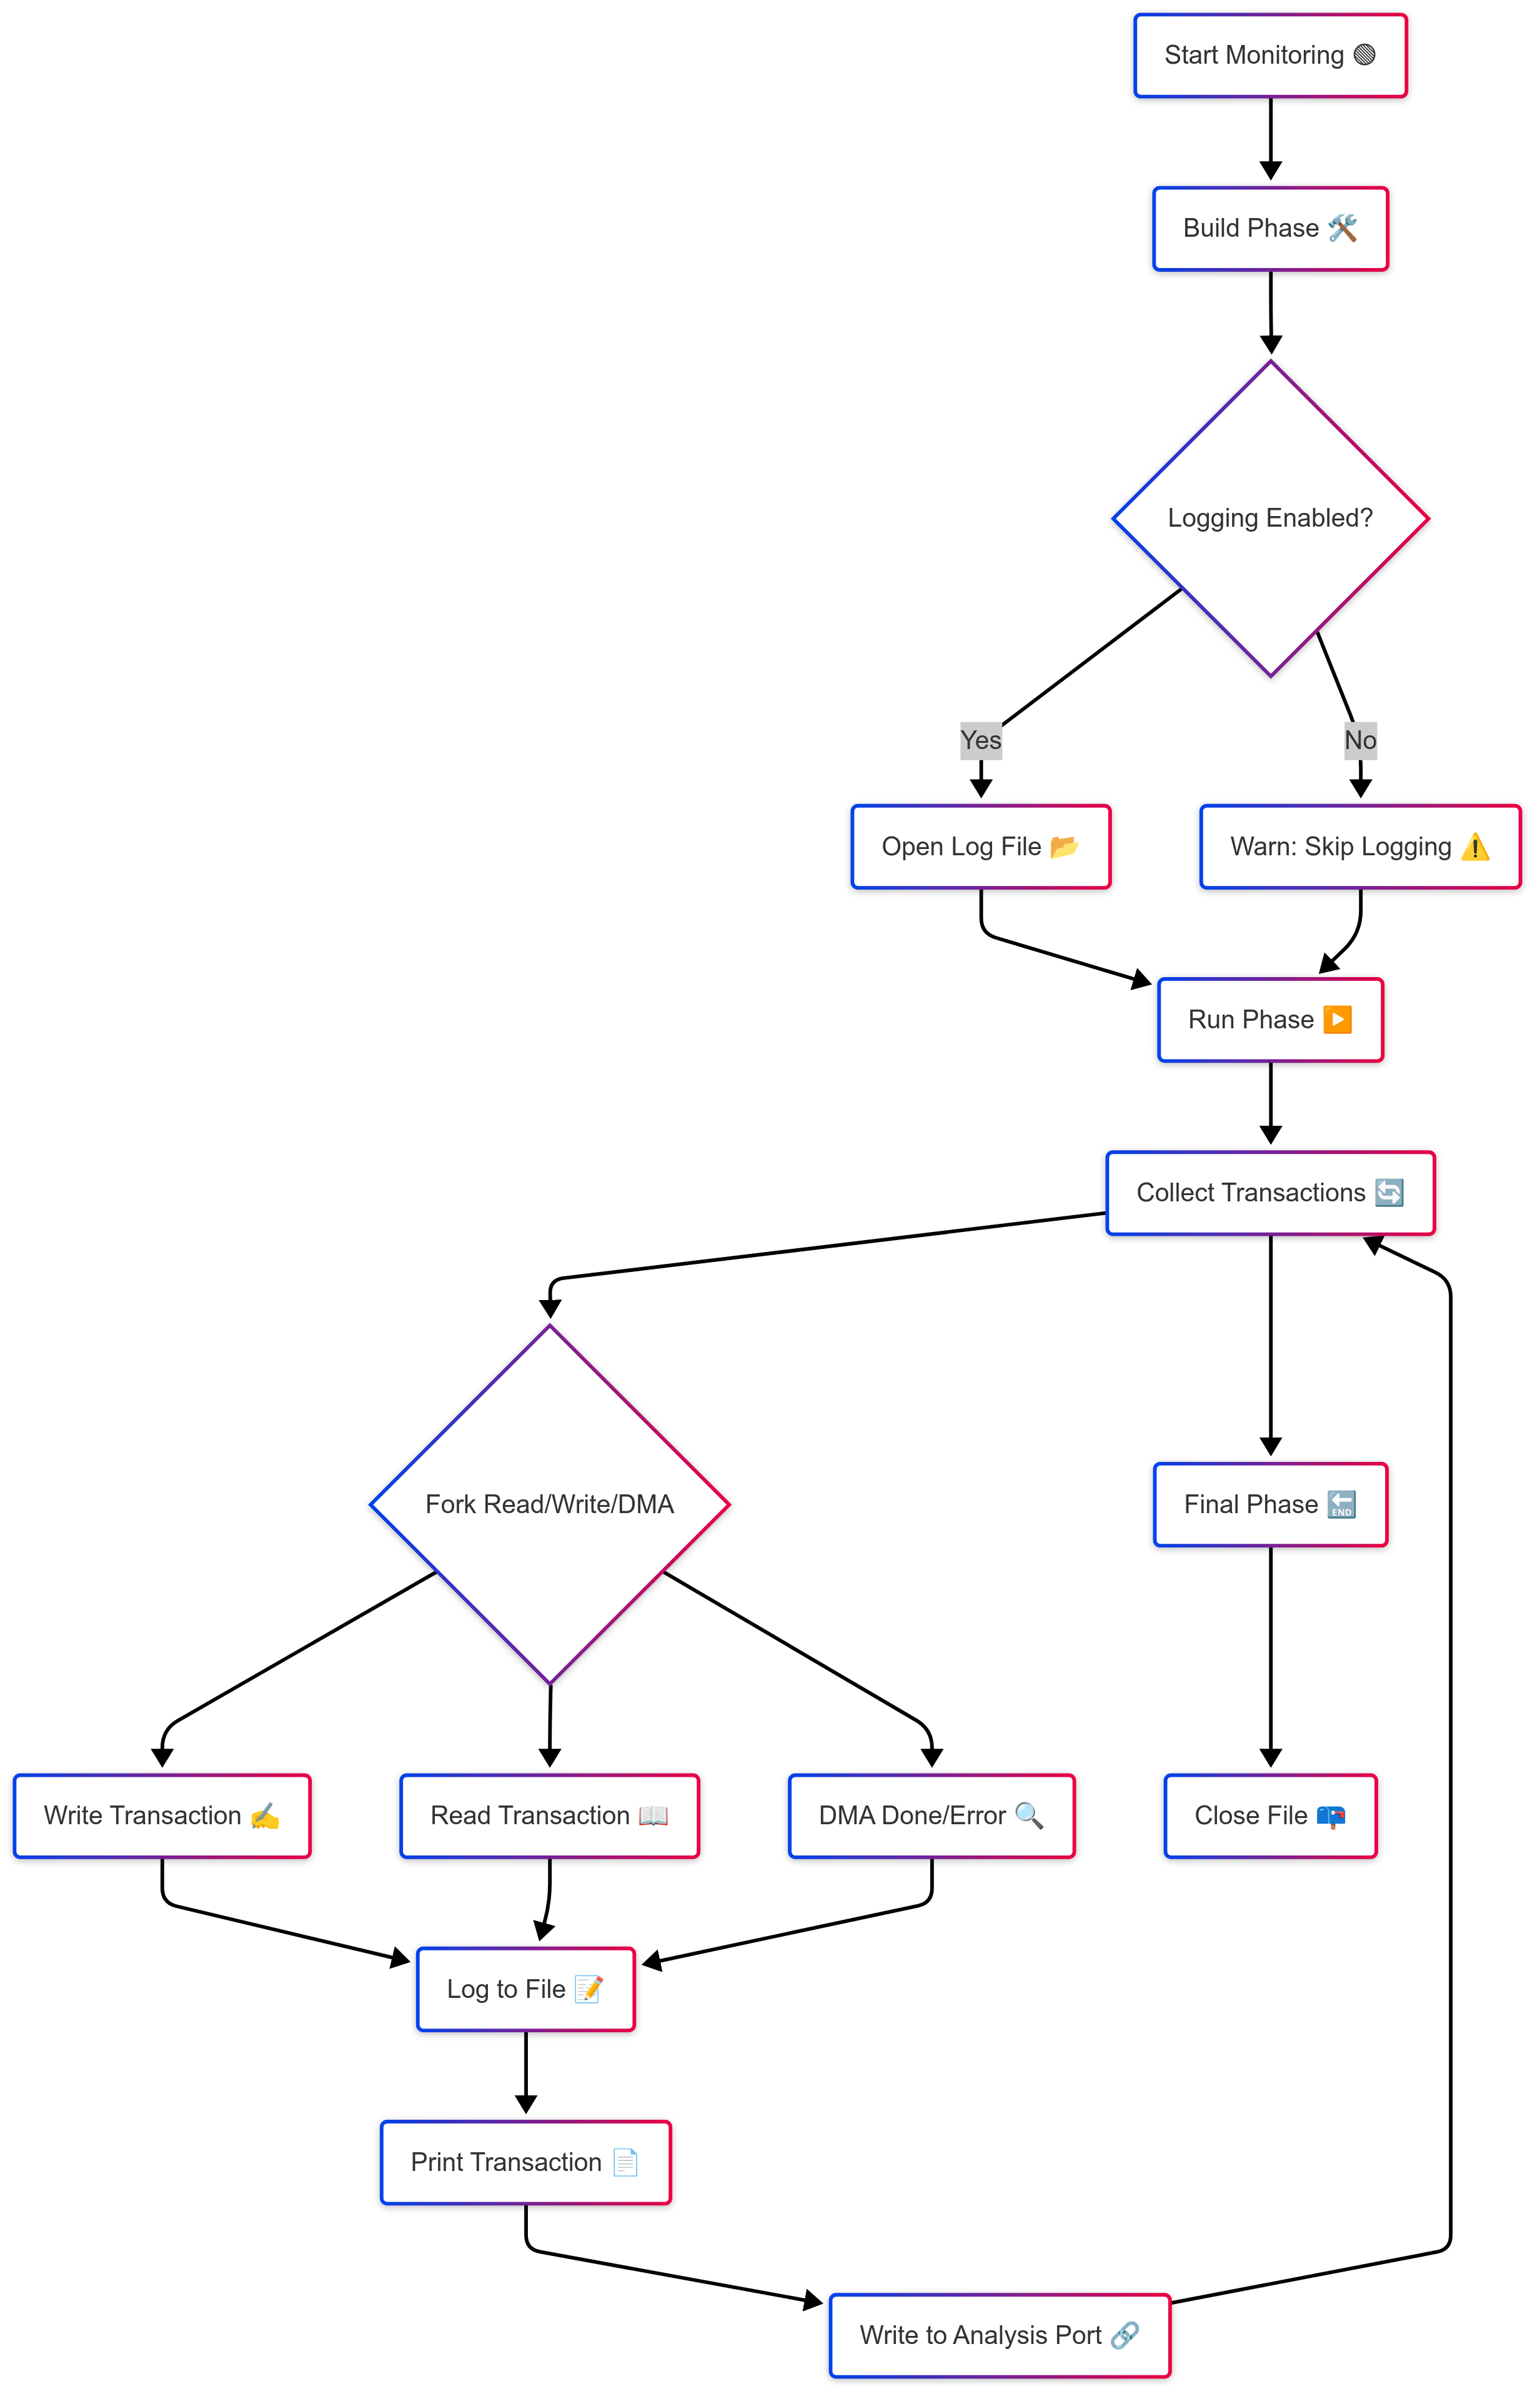 Start Monitoring
Build Phase 🛠️
Logging Enabled?
Yes
No
Open Log File 📂
Warn: Skip Logging ⚠️
Run Phase ▶️
Collect Transactions 🔄
Fork Read/Write/DMA
Final Phase 🔚
Write Transaction ✍️
Read Transaction 📖
DMA Done/Error 🔍
Close File 📪
Log to File 📝
Print Transaction 📄
Write to Analysis Port 🔗